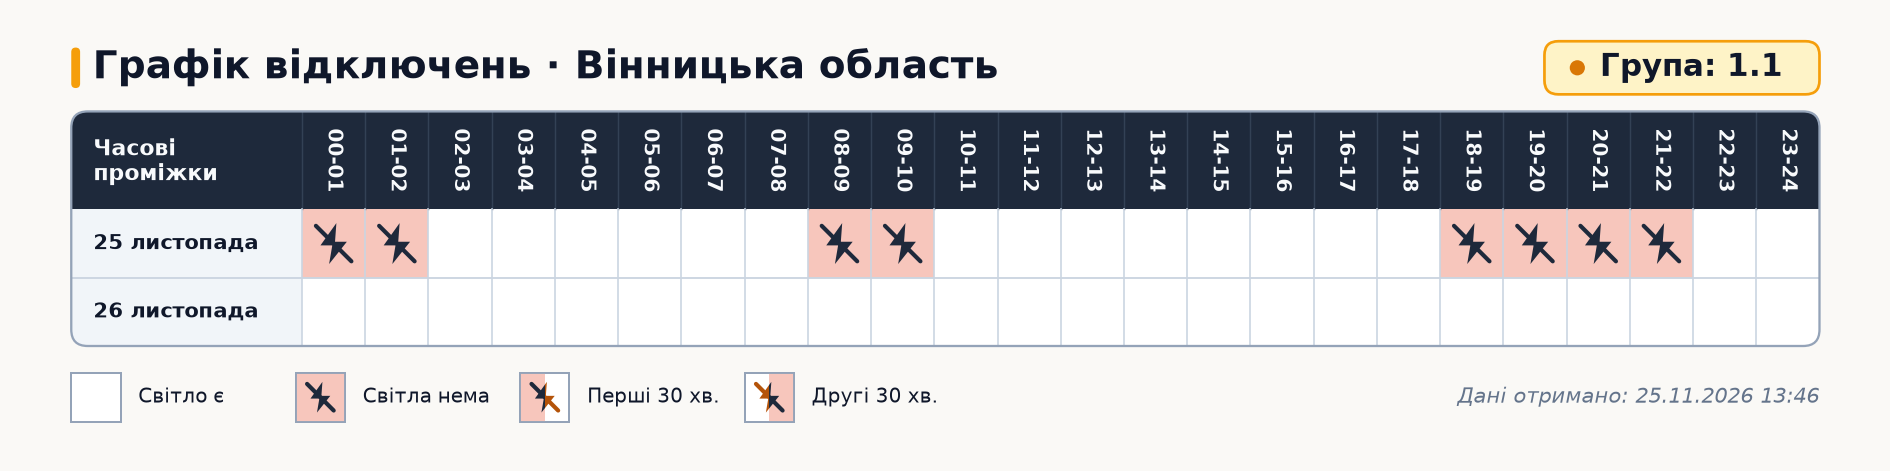 Графік відключень · Вінницька область
Група: 1.1
Часові
проміжки
00-01
01-02
02-03
03-04
04-05
05-06
06-07
07-08
08-09
09-10
10-11
11-12
12-13
13-14
14-15
15-16
16-17
17-18
18-19
19-20
20-21
21-22
22-23
23-24
25 листопада
26 листопада
Світло є
Світла нема
Перші 30 хв.
Другі 30 хв.
Дані отримано: 25.11.2026 13:46